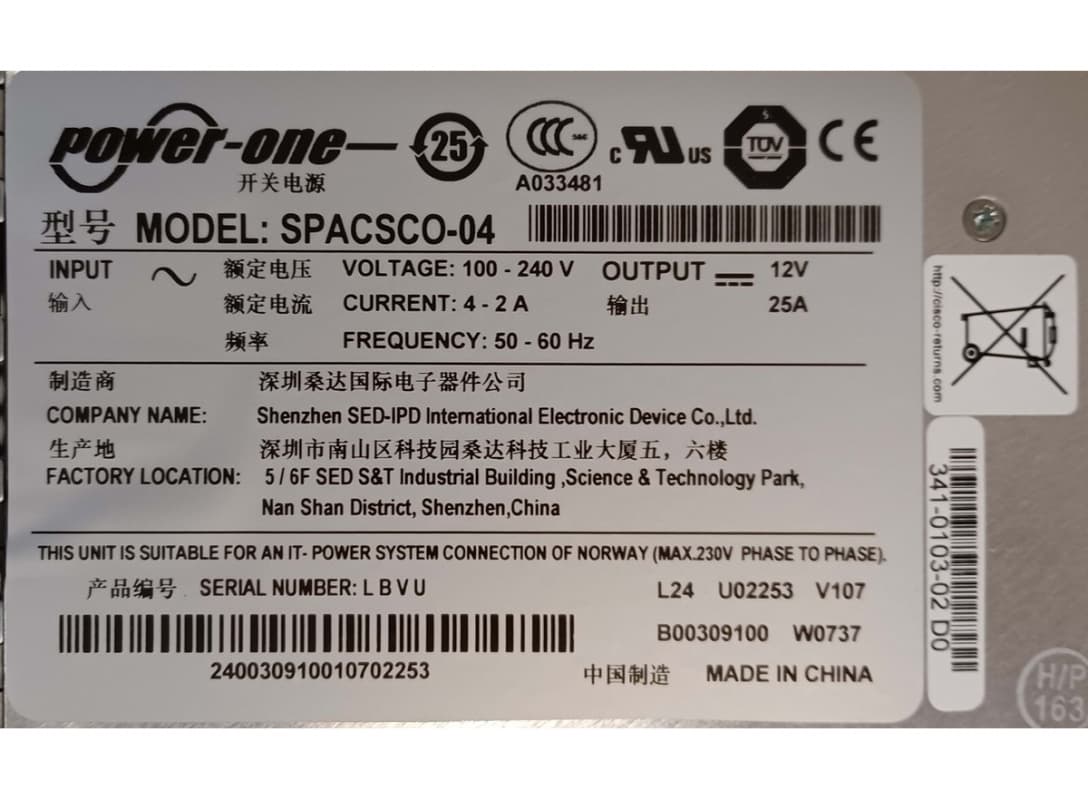 power-one
25
CCC
S&E
c RU us
S
TÜV
CE
开关电源
A033481
型号 MODEL: SPACSCO-04
INPUT 额定电压 VOLTAGE: 100 - 240 V OUTPUT 12V
输入 额定电流 CURRENT: 4 - 2 A 输出 25A
频率 FREQUENCY: 50 - 60 Hz
制造商 深圳桑达国际电子器件公司
COMPANY NAME: Shenzhen SED-IPD International Electronic Device Co.,Ltd.
生产地 深圳市南山区科技园桑达科技工业大厦五，六楼
FACTORY LOCATION: 5 / 6F SED S&T Industrial Building ,Science & Technology Park,
Nan Shan District, Shenzhen,China
THIS UNIT IS SUITABLE FOR AN IT- POWER SYSTEM CONNECTION OF NORWAY (MAX.230V PHASE TO PHASE).
产品编号 SERIAL NUMBER: L B V U L24 U02253 V107
B00309100 W0737
240030910010702253
中国制造 MADE IN CHINA
http://cisco-returns.com
341-0103-02 D0
H/P
163